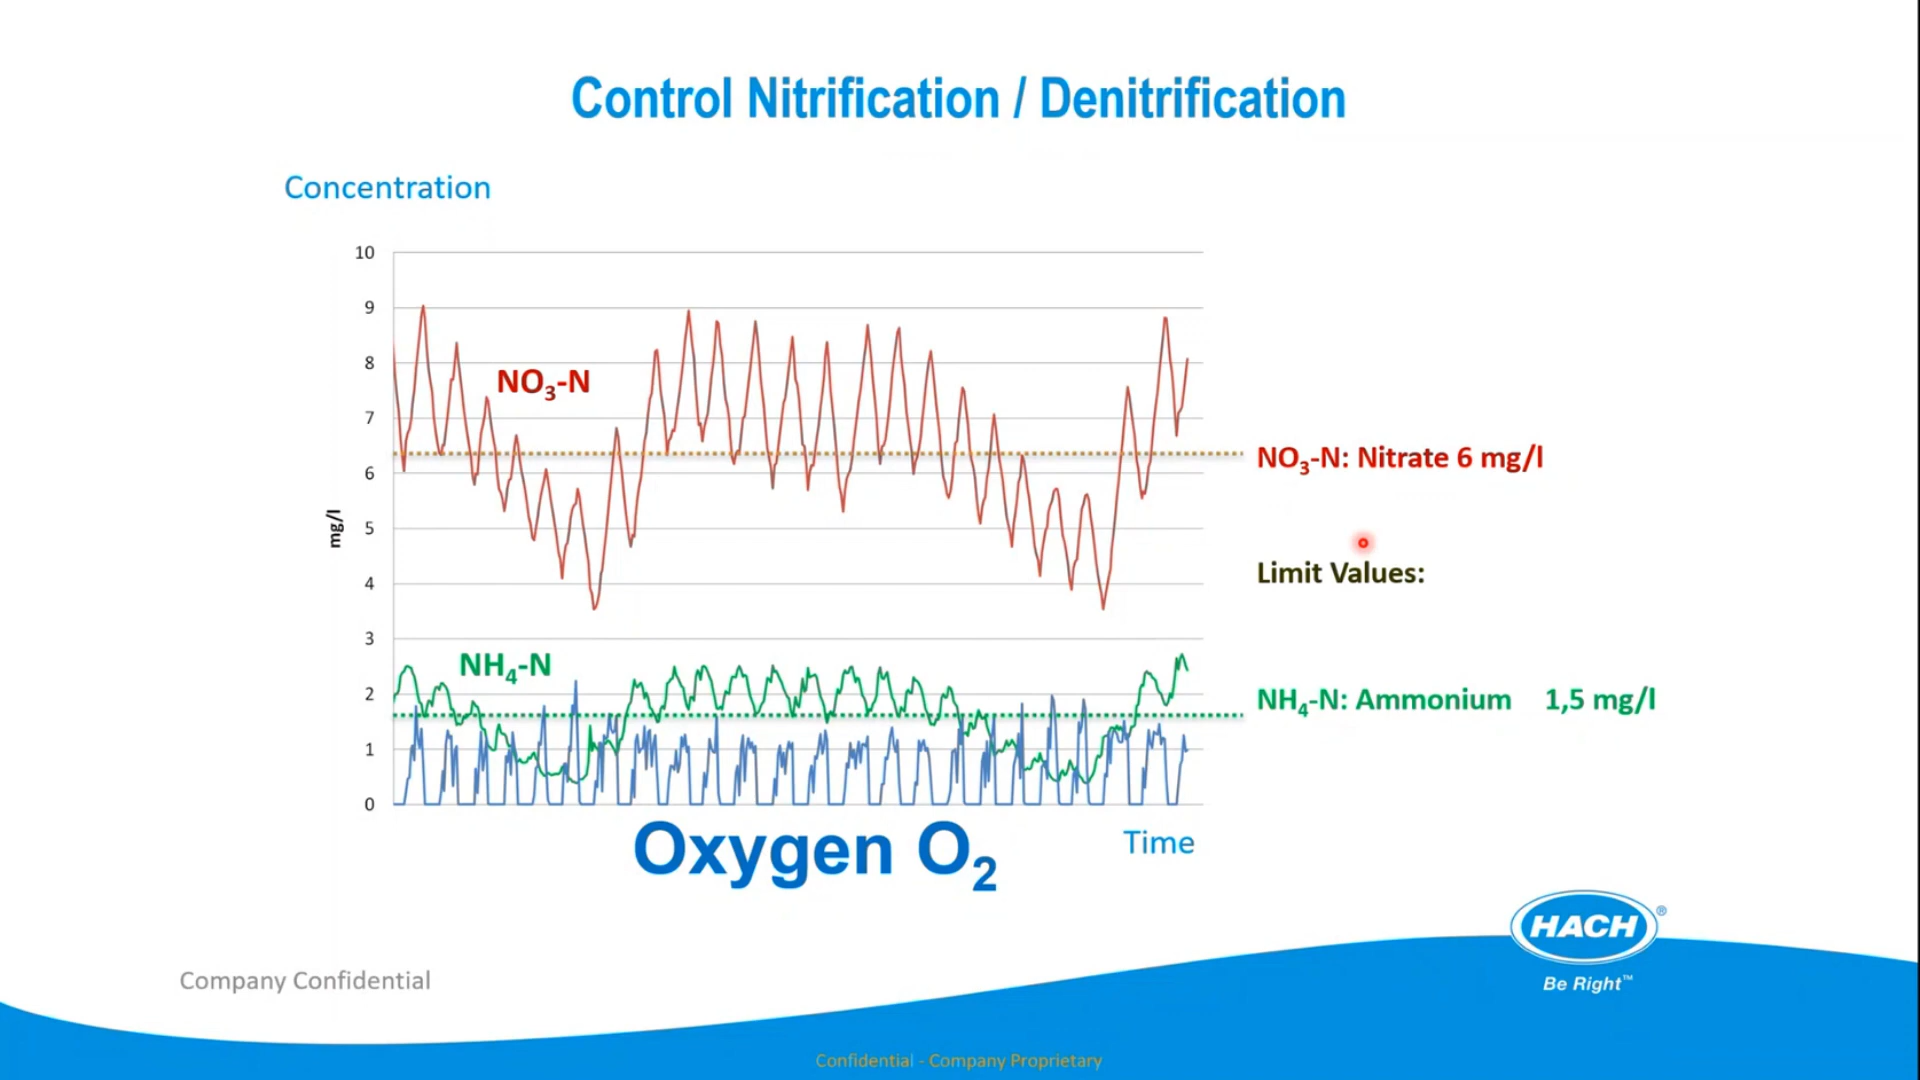 Control Nitrification / Denitrification
Concentration
10
9
8
7
6
5
4
3
2
1
0
mg/l
NO₃-N
NH₄-N
NO₃-N: Nitrate 6 mg/l
Limit Values:
NH₄-N: Ammonium 1,5 mg/l
Oxygen O₂
Time
HACH®
Be Right™
Company Confidential
Confidential - Company Proprietary